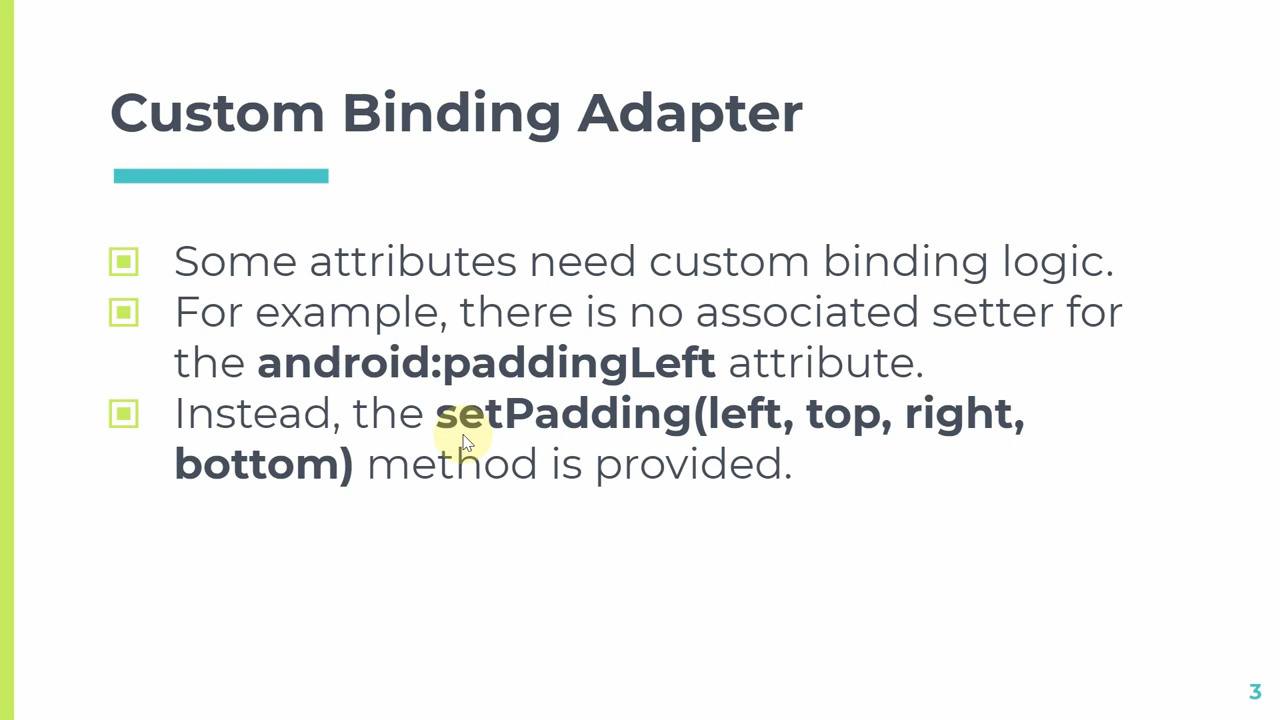 Custom Binding Adapter
Some attributes need custom binding logic.
For example, there is no associated setter for
the android:paddingLeft attribute.
Instead, the setPadding(left, top, right,
bottom) method is provided.
3